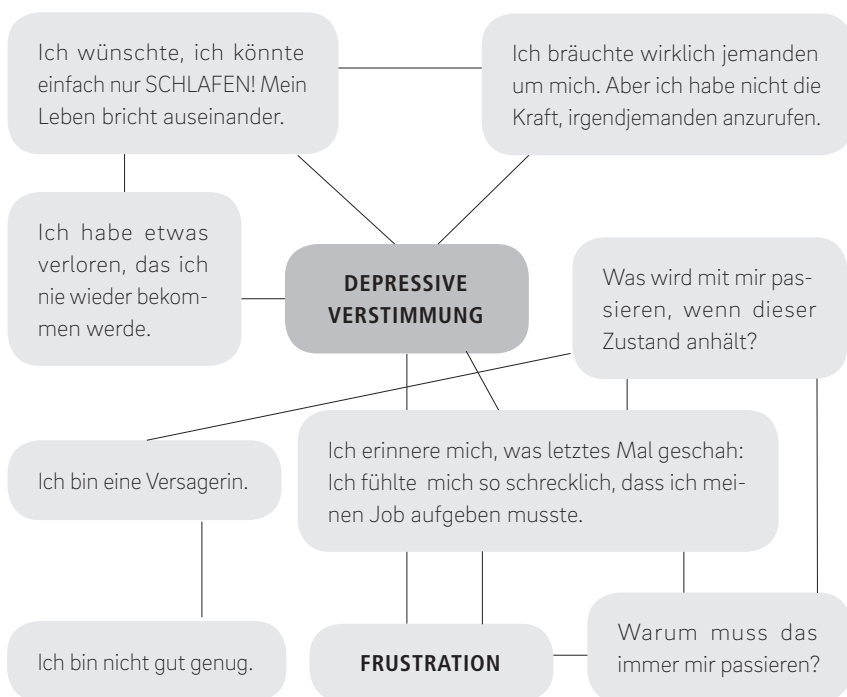 Ich wünschte, ich könnte
einfach nur SCHLAFEN! Mein
Leben bricht auseinander.
Ich bräuchte wirklich jemanden
um mich. Aber ich habe nicht die
Kraft, irgendjemanden anzurufen.
Ich habe etwas
verloren, das ich
nie wieder bekom-
men werde.
DEPRESSIVE
VERSTIMMUNG
Was wird mit mir pas-
sieren, wenn dieser
Zustand anhält?
Ich bin eine Versagerin.
Ich erinnere mich, was letztes Mal geschah:
Ich fühlte mich so schrecklich, dass ich mei-
nen Job aufgeben musste.
Ich bin nicht gut genug.
FRUSTRATION
Warum muss das
immer mir passieren?